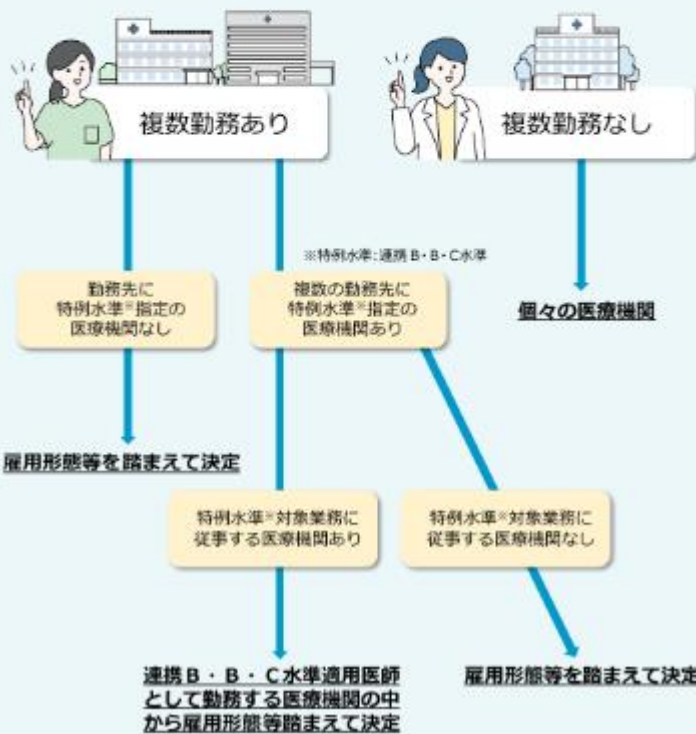 複数勤務あり
複数勤務なし
※特例水準:連携B・B・C水準
勤務先に
特例水準※指定の
医療機関なし
複数の勤務先に
特例水準※指定の
医療機関あり
個々の医療機関
雇用形態等を踏まえて決定
特例水準※対象業務に
従事する医療機関あり
特例水準※対象業務に
従事する医療機関なし
連携B・B・C水準適用医師
として勤務する医療機関の中
から雇用形態等踏まえて決定
雇用形態等を踏まえて決定